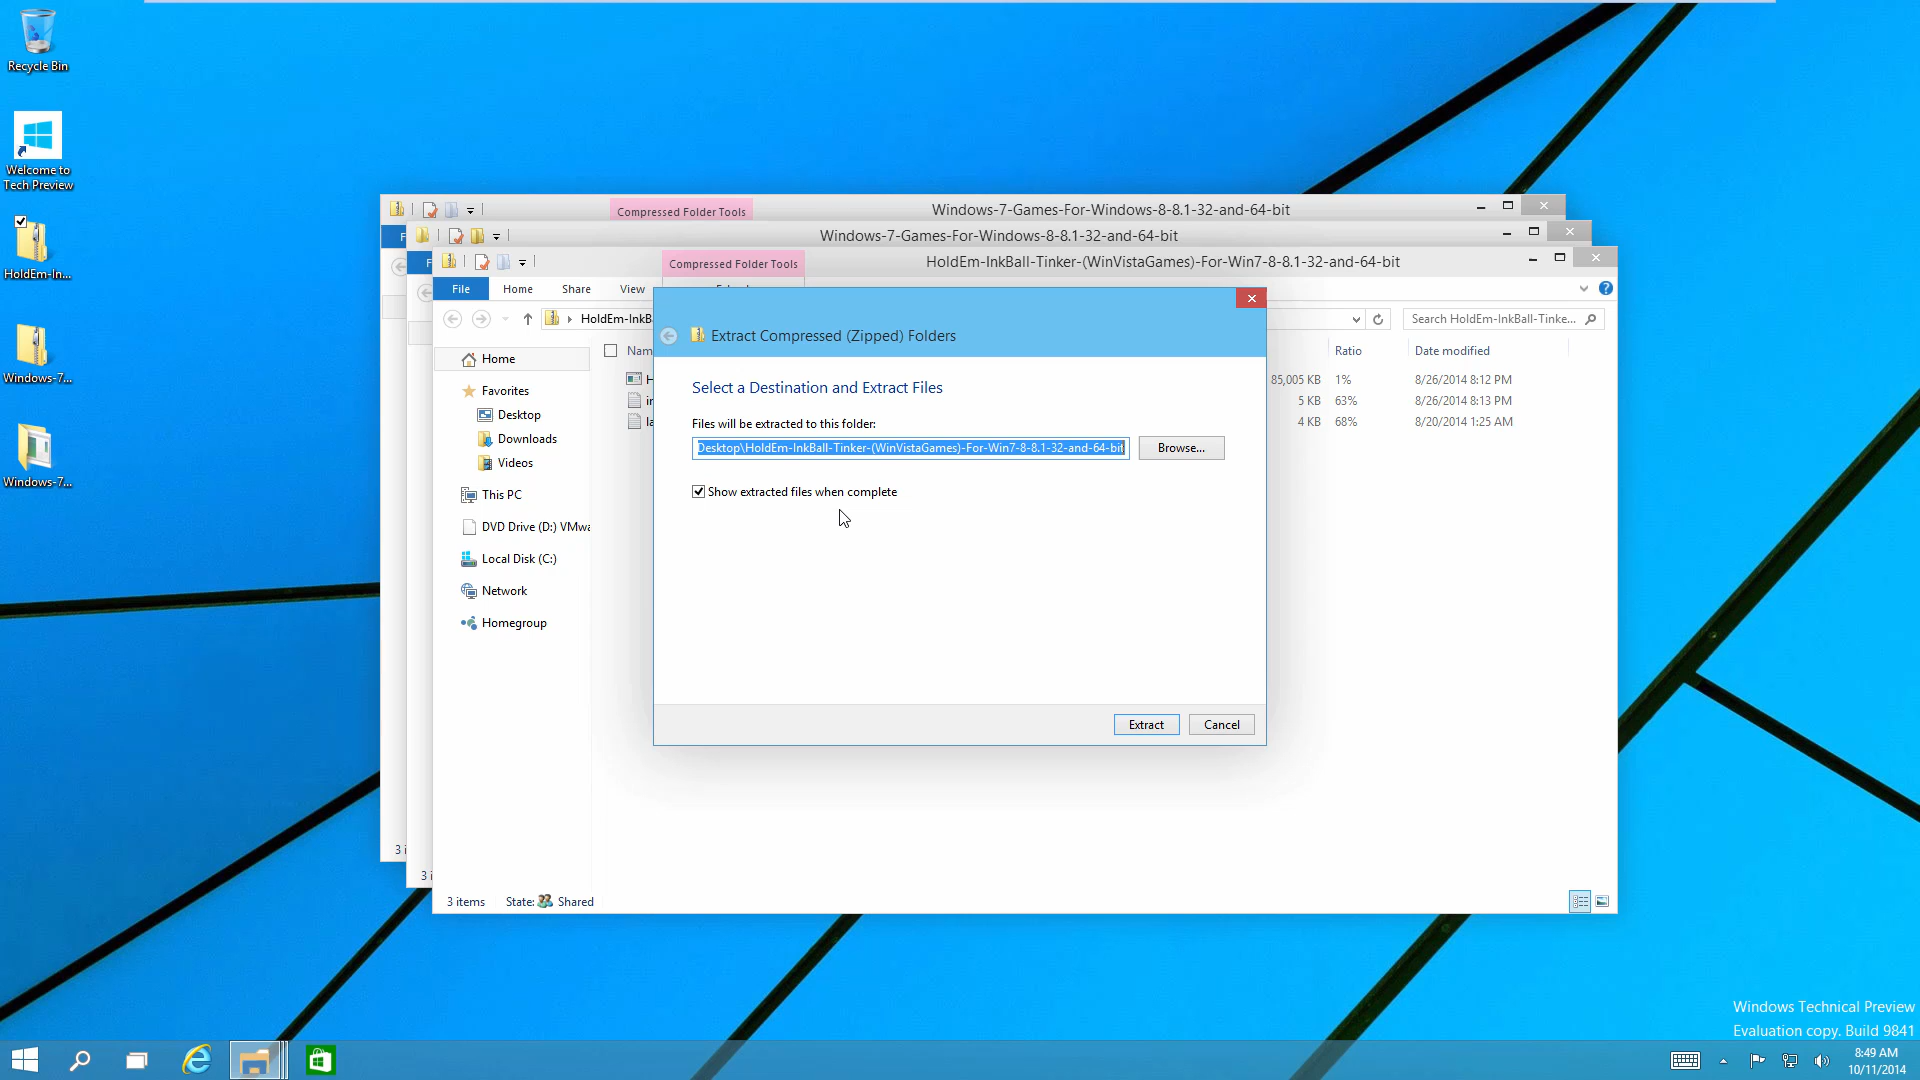 Recycle Bin
Welcome to
Tech Preview
HoldEm-In...
Windows-7...
Windows-7...
Compressed Folder Tools
Windows-7-Games-For-Windows-8-8.1-32-and-64-bit
Windows-7-Games-For-Windows-8-8.1-32-and-64-bit
Compressed Folder Tools
HoldEm-InkBall-Tinker-(WinVistaGames)-For-Win7-8-8.1-32-and-64-bit
File
Home
Share
View
HoldEm-InkB
Search HoldEm-InkBall-Tinke...
Home
Favorites
Desktop
Downloads
Videos
This PC
DVD Drive (D:) VMwa
Local Disk (C:)
Network
Homegroup
Nam
Ratio
Date modified
85,005 KB 1% 8/26/2014 8:12 PM
5 KB 63% 8/26/2014 8:13 PM
4 KB 68% 8/20/2014 1:25 AM
Extract Compressed (Zipped) Folders
Select a Destination and Extract Files
Files will be extracted to this folder:
Desktop\HoldEm-InkBall-Tinker-(WinVistaGames)-For-Win7-8-8.1-32-and-64-bit
Browse...
Show extracted files when complete
Extract
Cancel
3 i
3 i
3 items
State:
Shared
Windows Technical Preview
Evaluation copy. Build 9841
8:49 AM
10/11/2014